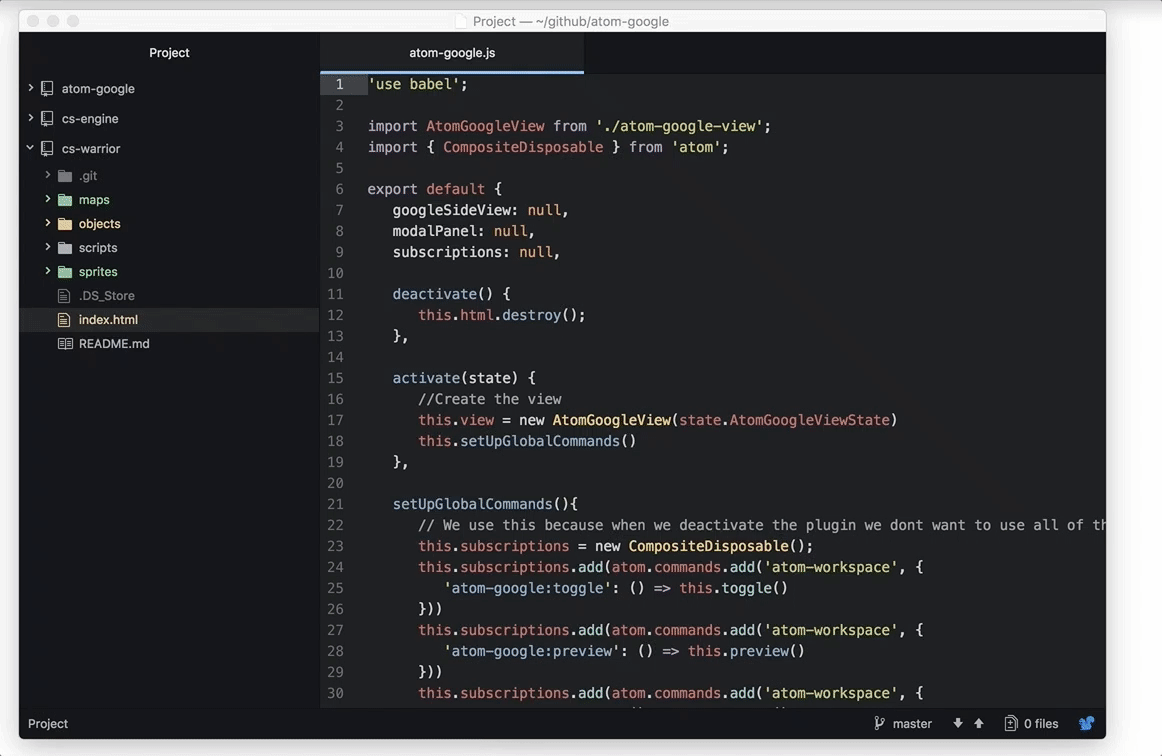 Project — ~/github/atom-google
Project
atom-google
cs-engine
cs-warrior
.git
maps
objects
scripts
sprites
.DS_Store
index.html
README.md
atom-google.js
1 'use babel';
2
3 import AtomGoogleView from './atom-google-view';
4 import { CompositeDisposable } from 'atom';
5
6 export default {
7 googleSideView: null,
8 modalPanel: null,
9 subscriptions: null,
10
11 deactivate() {
12 this.html.destroy();
13 },
14
15 activate(state) {
16 //Create the view
17 this.view = new AtomGoogleView(state.AtomGoogleViewState)
18 this.setUpGlobalCommands()
19 },
20
21 setUpGlobalCommands(){
22 // We use this because when we deactivate the plugin we dont want to use all of th
23 this.subscriptions = new CompositeDisposable();
24 this.subscriptions.add(atom.commands.add('atom-workspace', {
25 'atom-google:toggle': () => this.toggle()
26 }))
27 this.subscriptions.add(atom.commands.add('atom-workspace', {
28 'atom-google:preview': () => this.preview()
29 }))
30 this.subscriptions.add(atom.commands.add('atom-workspace', {
Project
master
0 files